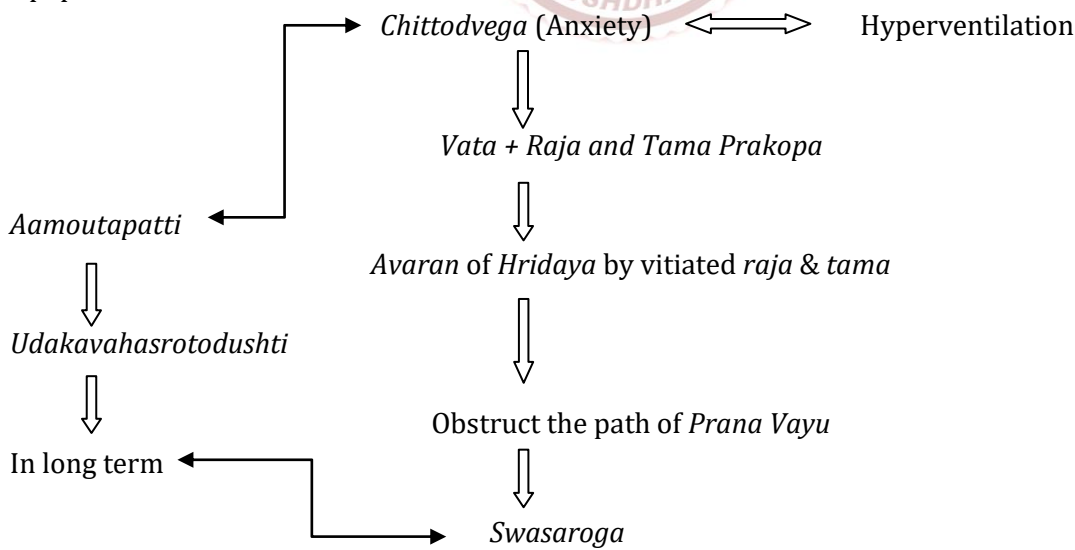 Chittodvega (Anxiety) Hyperventilation
Vata + Raja and Tama Prakopa
Aamoutapatti
Avaran of Hridaya by vitiated raja & tama
Udakavahasrotodushti
Obstruct the path of Prana Vayu
In long term
Swasaroga